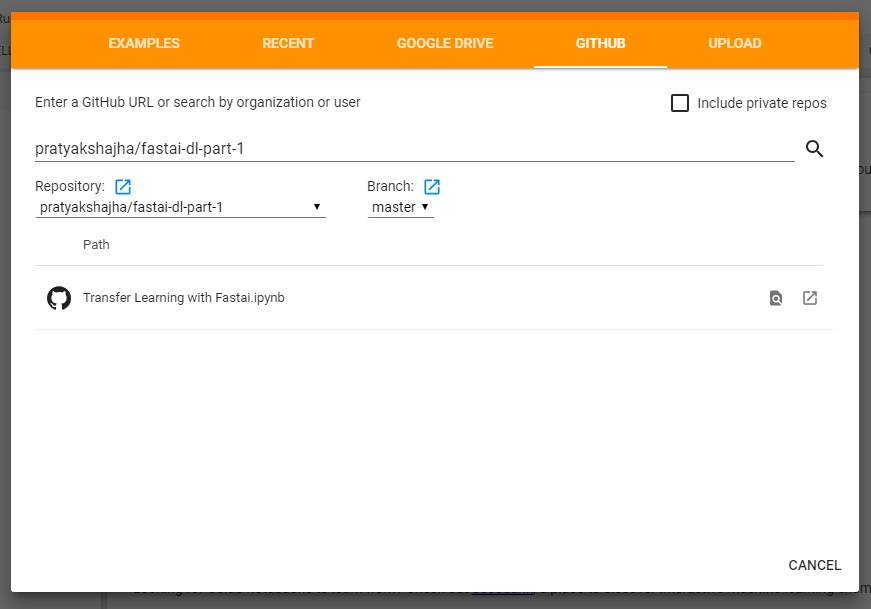 EXAMPLES RECENT GOOGLE DRIVE GITHUB UPLOAD
Enter a GitHub URL or search by organization or user
Include private repos
pratyakshajha/fastai-dl-part-1
Repository: Branch:
pratyakshajha/fastai-dl-part-1 master
Path
Transfer Learning with Fastai.ipynb
CANCEL